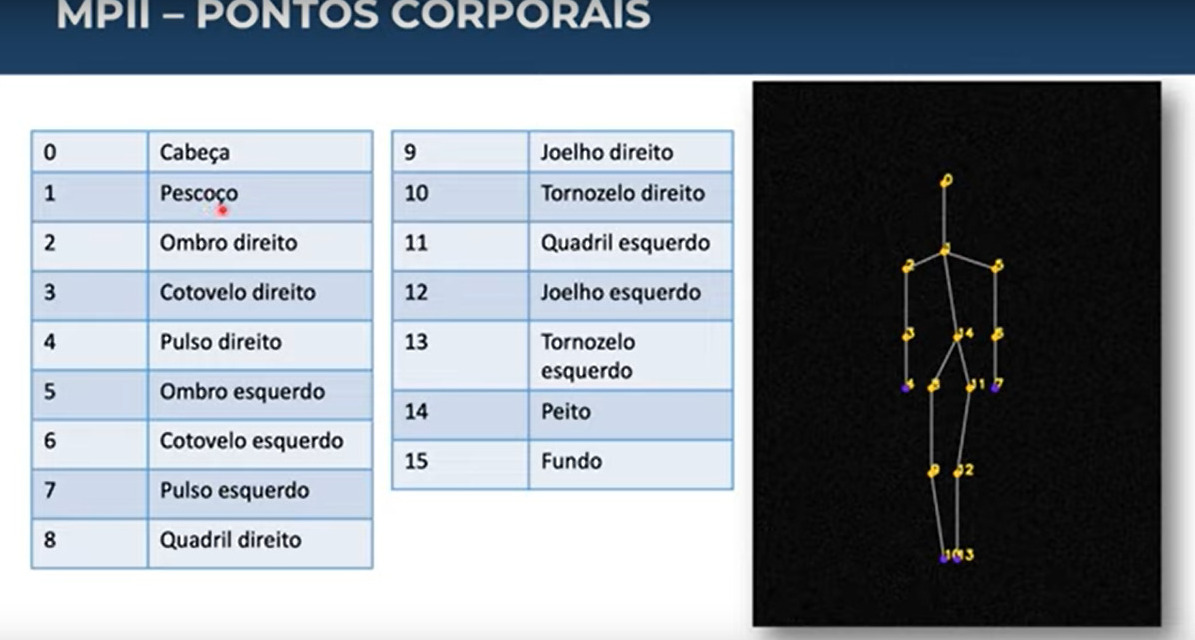 MPII – PONTOS CORPORAIS
0 Cabeça
1 Pescoço
2 Ombro direito
3 Cotovelo direito
4 Pulso direito
5 Ombro esquerdo
6 Cotovelo esquerdo
7 Pulso esquerdo
8 Quadril direito
9 Joelho direito
10 Tornozelo direito
11 Quadril esquerdo
12 Joelho esquerdo
13 Tornozelo
esquerdo
14 Peito
15 Fundo
0
1
2 5
3 14 6
4 8 11 7
9 12
10 13